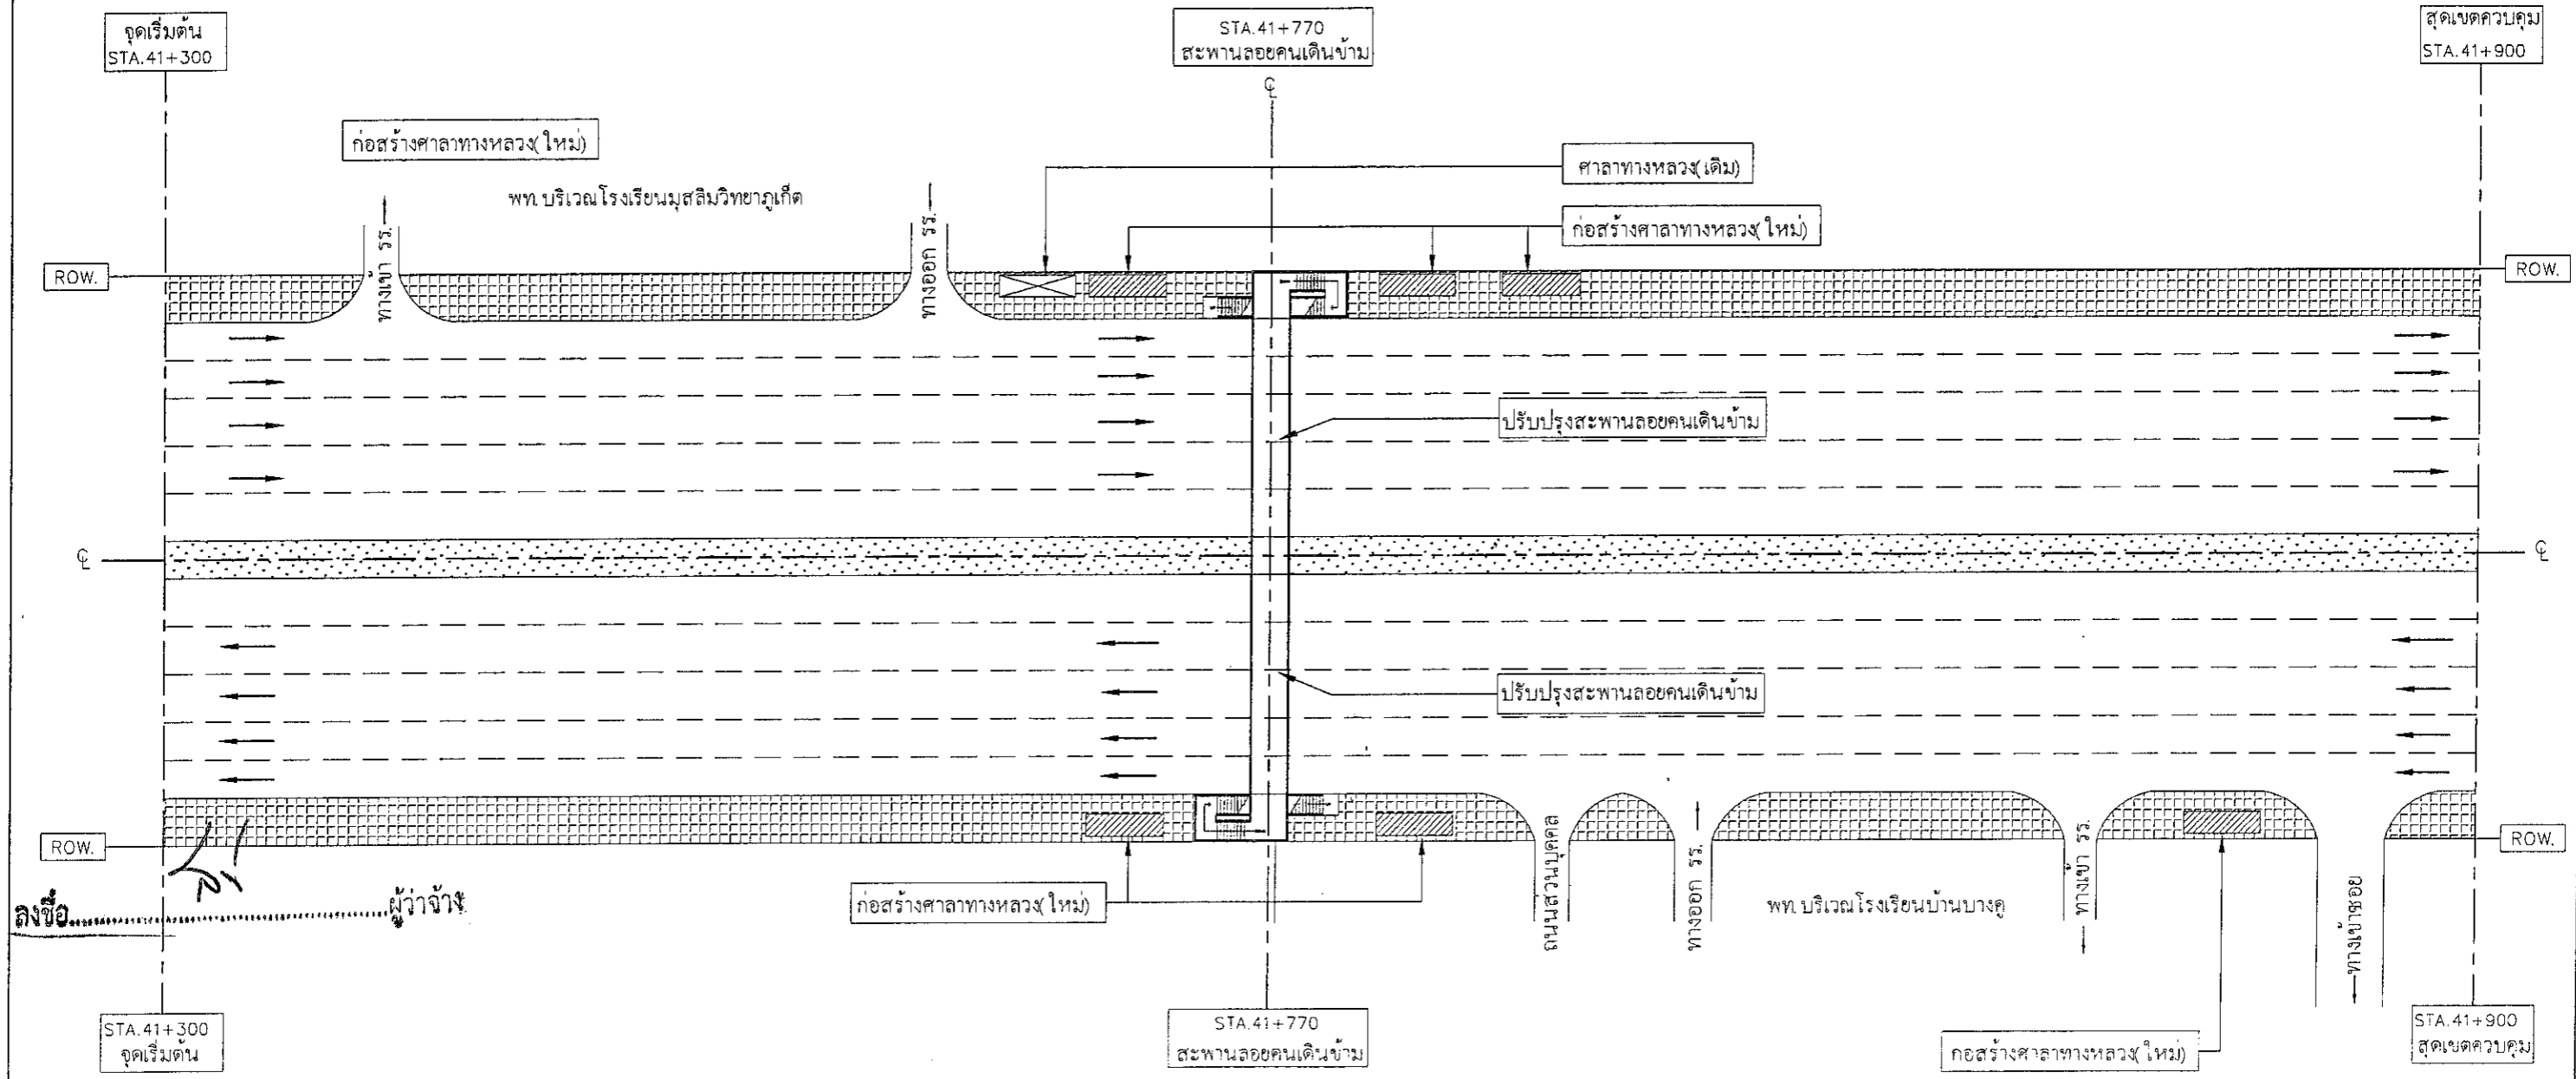 จุดเริ่มต้น
STA.41+300
STA.41+770
สะพานลอยคนเดินข้าม
สุดเขตควบคุม
STA.41+900
℄
ก่อสร้างศาลาทางหลวง(ใหม่)
พท.บริเวณโรงเรียนมุสลิมวิทยาภูเก็ต
ศาลาทางหลวง(เดิม)
ก่อสร้างศาลาทางหลวง(ใหม่)
ทางเข้า รร.
ทางออก รร.
ROW.
ROW.
ปรับปรุงสะพานลอยคนเดินข้าม
℄
℄
ปรับปรุงสะพานลอยคนเดินข้าม
ROW.
ROW.
ลงชื่อ....................ผู้ว่าจ้าง
ก่อสร้างศาลาทางหลวง(ใหม่)
ถนนส่วนบุคคล
ทางออก รร.
พท.บริเวณโรงเรียนบ้านบางคู
ทางเข้า รร.
ทางเข้าซอย
STA.41+300
จุดเริ่มต้น
STA.41+770
สะพานลอยคนเดินข้าม
ก่อสร้างศาลาทางหลวง(ใหม่)
STA.41+900
สุดเขตควบคุม